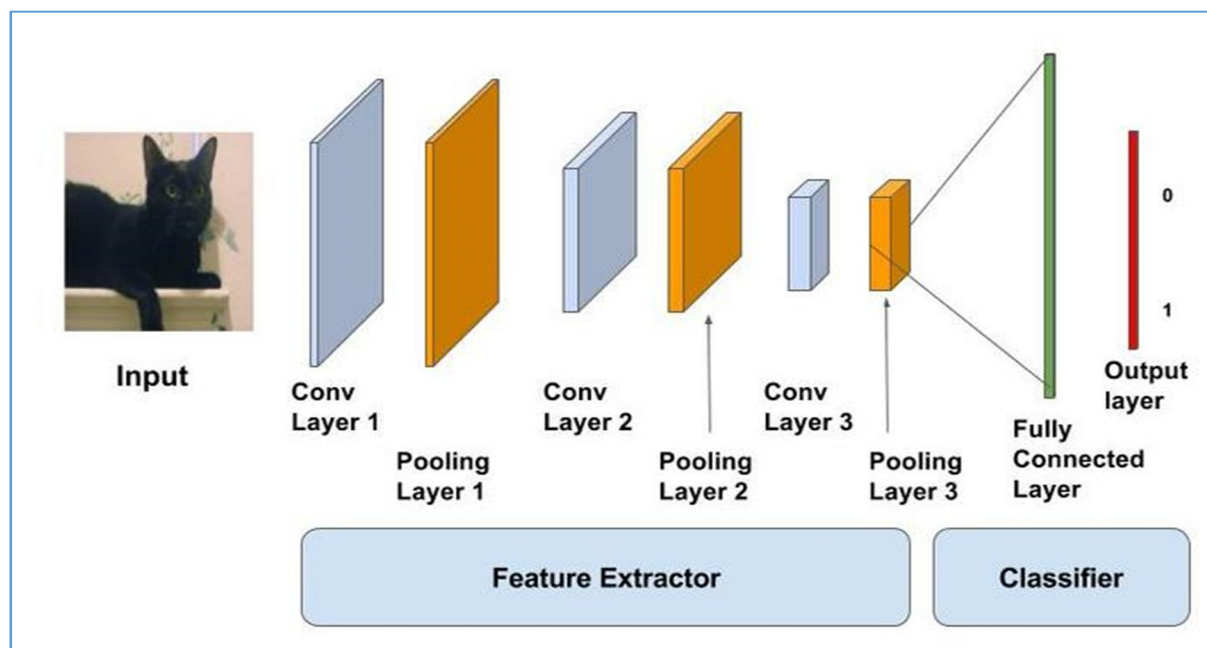 Input
Conv
Layer 1
Pooling
Layer 1
Conv
Layer 2
Pooling
Layer 2
Conv
Layer 3
Pooling
Layer 3
Fully
Connected
Layer
0
1
Output
layer
Feature Extractor
Classifier